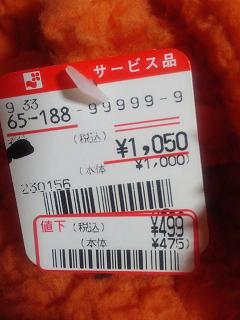 サービス品
9 33
65-188-99999-9
(税込) ¥1,050
(本体 ¥1,000)
230156
値下(税込) ¥499
(本体 ¥475)